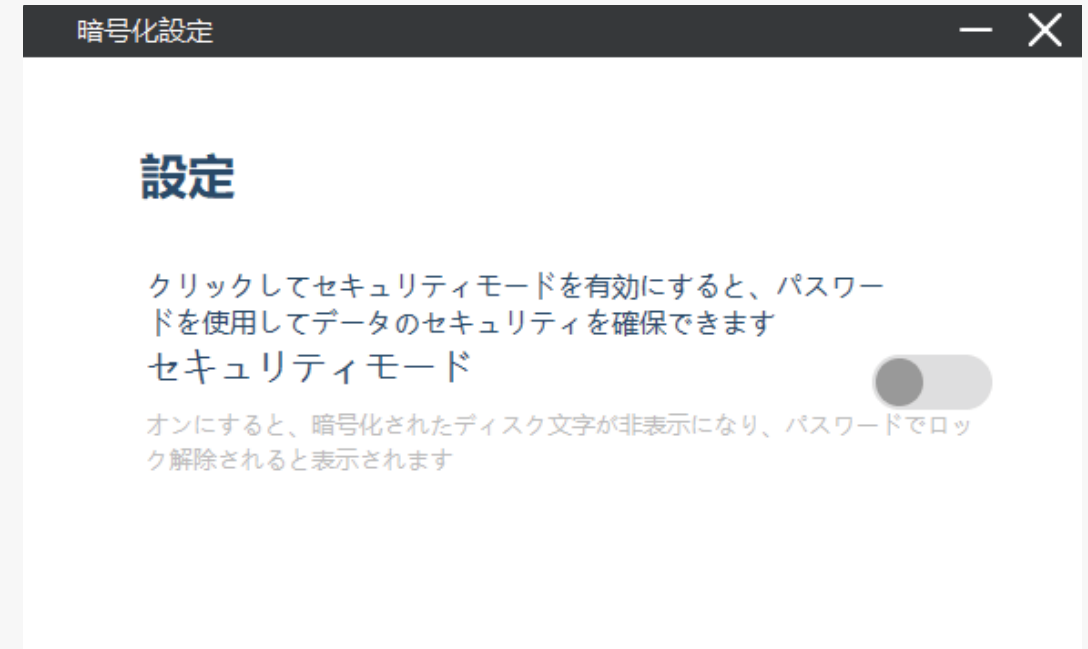 暗号化設定
設定
クリックしてセキュリティモードを有効にすると、パスワー
ドを使用してデータのセキュリティを確保できます
セキュリティモード
オンにすると、暗号化されたディスク文字が非表示になり、パスワードでロッ
ク解除されると表示されます